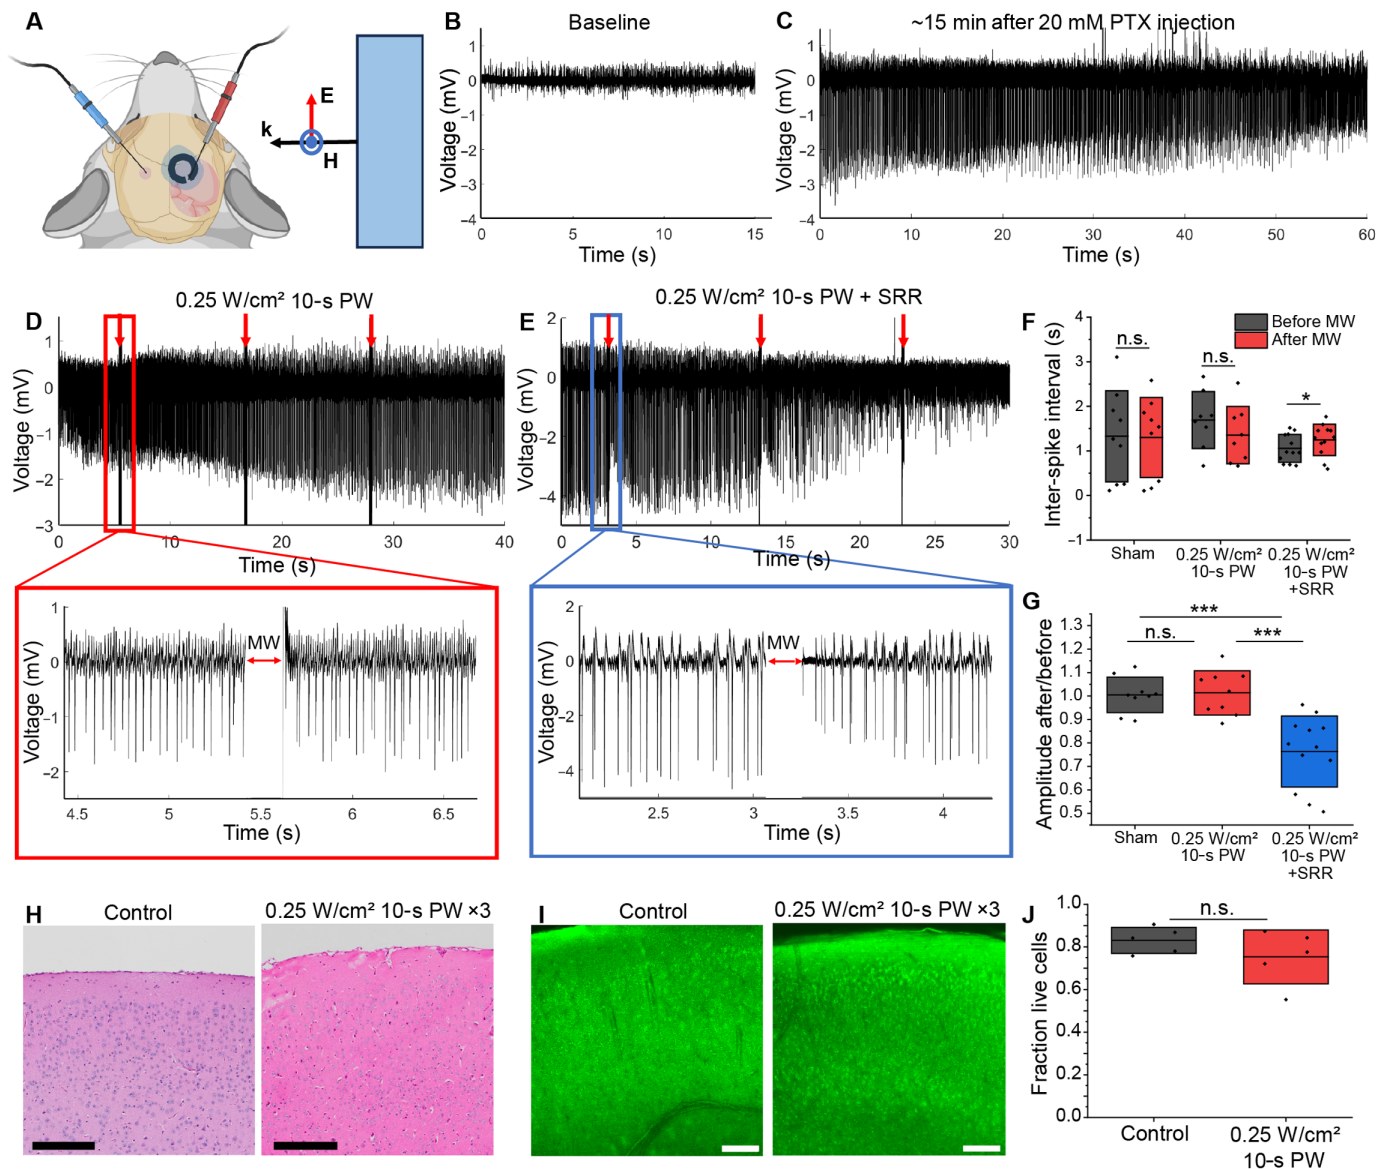 A
E
k
H
B
Baseline
Voltage (mV)
1
0
−1
−2
−3
−4
0
5
10
15
Time (s)
C
~15 min after 20 mM PTX injection
Voltage (mV)
1
0
−1
−2
−3
−4
0
10
20
30
40
50
60
Time (s)
D
0.25 W/cm² 10-s PW
Voltage (mV)
1
0
−1
−2
−3
0
10
20
30
40
Time (s)
Voltage (mV)
1
0
−1
−2
MW
4.5
5
5.5
6
6.5
Time (s)
E
0.25 W/cm² 10-s PW + SRR
Voltage (mV)
2
0
−2
−4
0
5
10
15
20
25
30
Time (s)
Voltage (mV)
2
0
−2
−4
MW
2.5
3
3.5
4
Time (s)
F
Before MW
After MW
Inter-spike interval (s)
4
3
2
1
0
−1
n.s.
n.s.
*
Sham
0.25 W/cm²
10-s PW
0.25 W/cm²
10-s PW
+SRR
G
Amplitude after/before
1.3
1.2
1.1
1.0
0.9
0.8
0.7
0.6
0.5
***
n.s.
***
Sham
0.25 W/cm²
10-s PW
0.25 W/cm²
10-s PW
+SRR
H
Control
0.25 W/cm² 10-s PW ×3
I
Control
0.25 W/cm² 10-s PW ×3
J
Fraction live cells
1.0
0.8
0.6
0.4
0.2
0.0
n.s.
Control
0.25 W/cm²
10-s PW